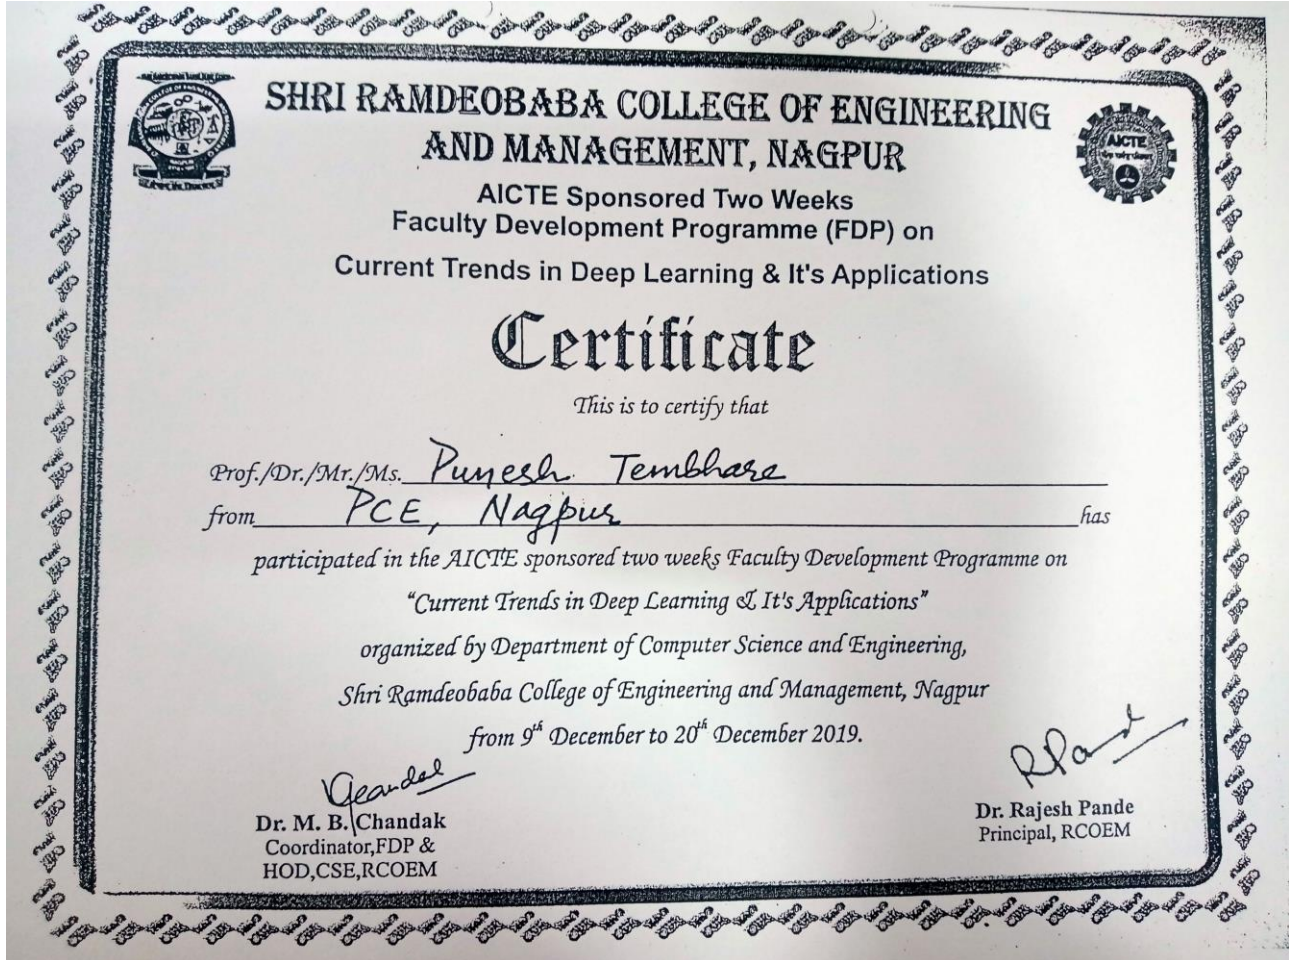 SHRI RAMDEOBABA COLLEGE OF ENGINEERING
AND MANAGEMENT, NAGPUR
AICTE
AICTE Sponsored Two Weeks
Faculty Development Programme (FDP) on
Current Trends in Deep Learning & It's Applications
Certificate
This is to certify that
Prof./Dr./Mr./Ms. Punesh Tembhare
from PCE, Nagpur has
participated in the AICTE sponsored two weeks Faculty Development Programme on
"Current Trends in Deep Learning & It's Applications"
organized by Department of Computer Science and Engineering,
Shri Ramdeobaba College of Engineering and Management, Nagpur
from 9th December to 20th December 2019.
Dr. M. B. Chandak
Coordinator,FDP &
HOD,CSE,RCOEM
Dr. Rajesh Pande
Principal, RCOEM